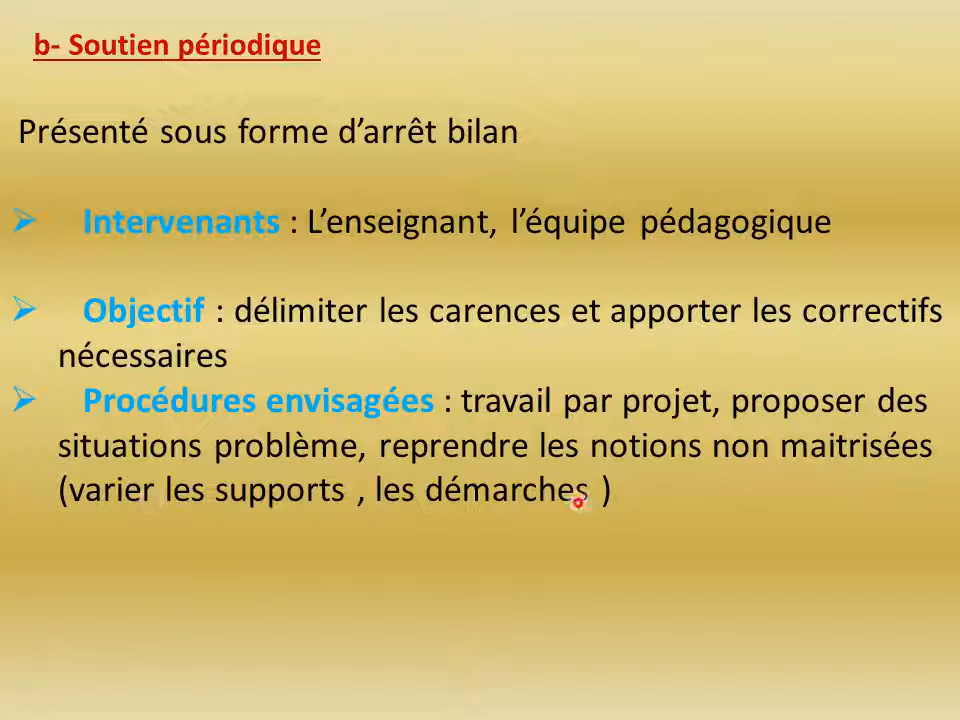 b- Soutien périodique
Présenté sous forme d’arrêt bilan
➢ Intervenants : L’enseignant, l’équipe pédagogique
➢ Objectif : délimiter les carences et apporter les correctifs
nécessaires
➢ Procédures envisagées : travail par projet, proposer des
situations problème, reprendre les notions non maitrisées
(varier les supports , les démarches )